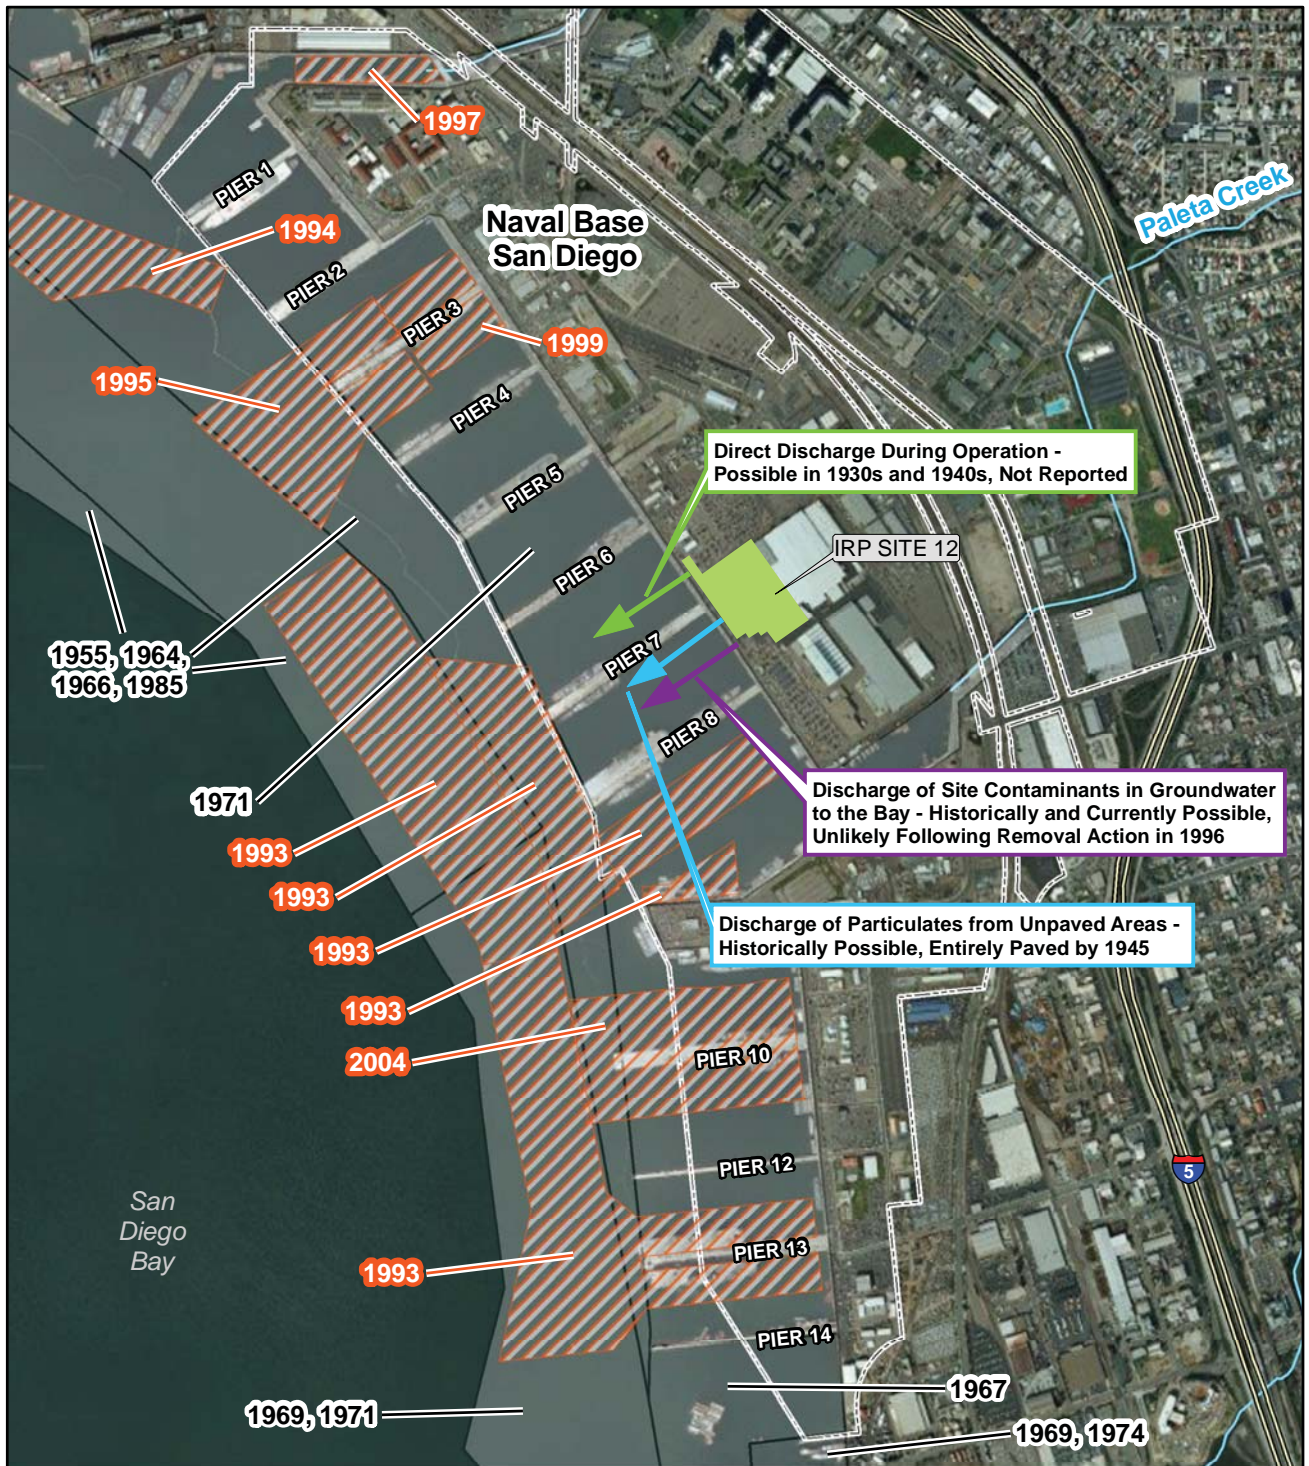 1997
PIER 1
Naval Base
San Diego
Paleta Creek
1994
PIER 2
PIER 3
1999
1995
PIER 4
Direct Discharge During Operation -
Possible in 1930s and 1940s, Not Reported
PIER 5
IRP SITE 12
PIER 6
1955, 1964,
1966, 1985
PIER 7
PIER 8
1971
Discharge of Site Contaminants in Groundwater
to the Bay - Historically and Currently Possible,
Unlikely Following Removal Action in 1996
1993
1993
Discharge of Particulates from Unpaved Areas -
Historically Possible, Entirely Paved by 1945
1993
1993
2004
PIER 10
PIER 12
5
San
Diego
Bay
PIER 13
1993
PIER 14
1967
1969, 1971
1969, 1974